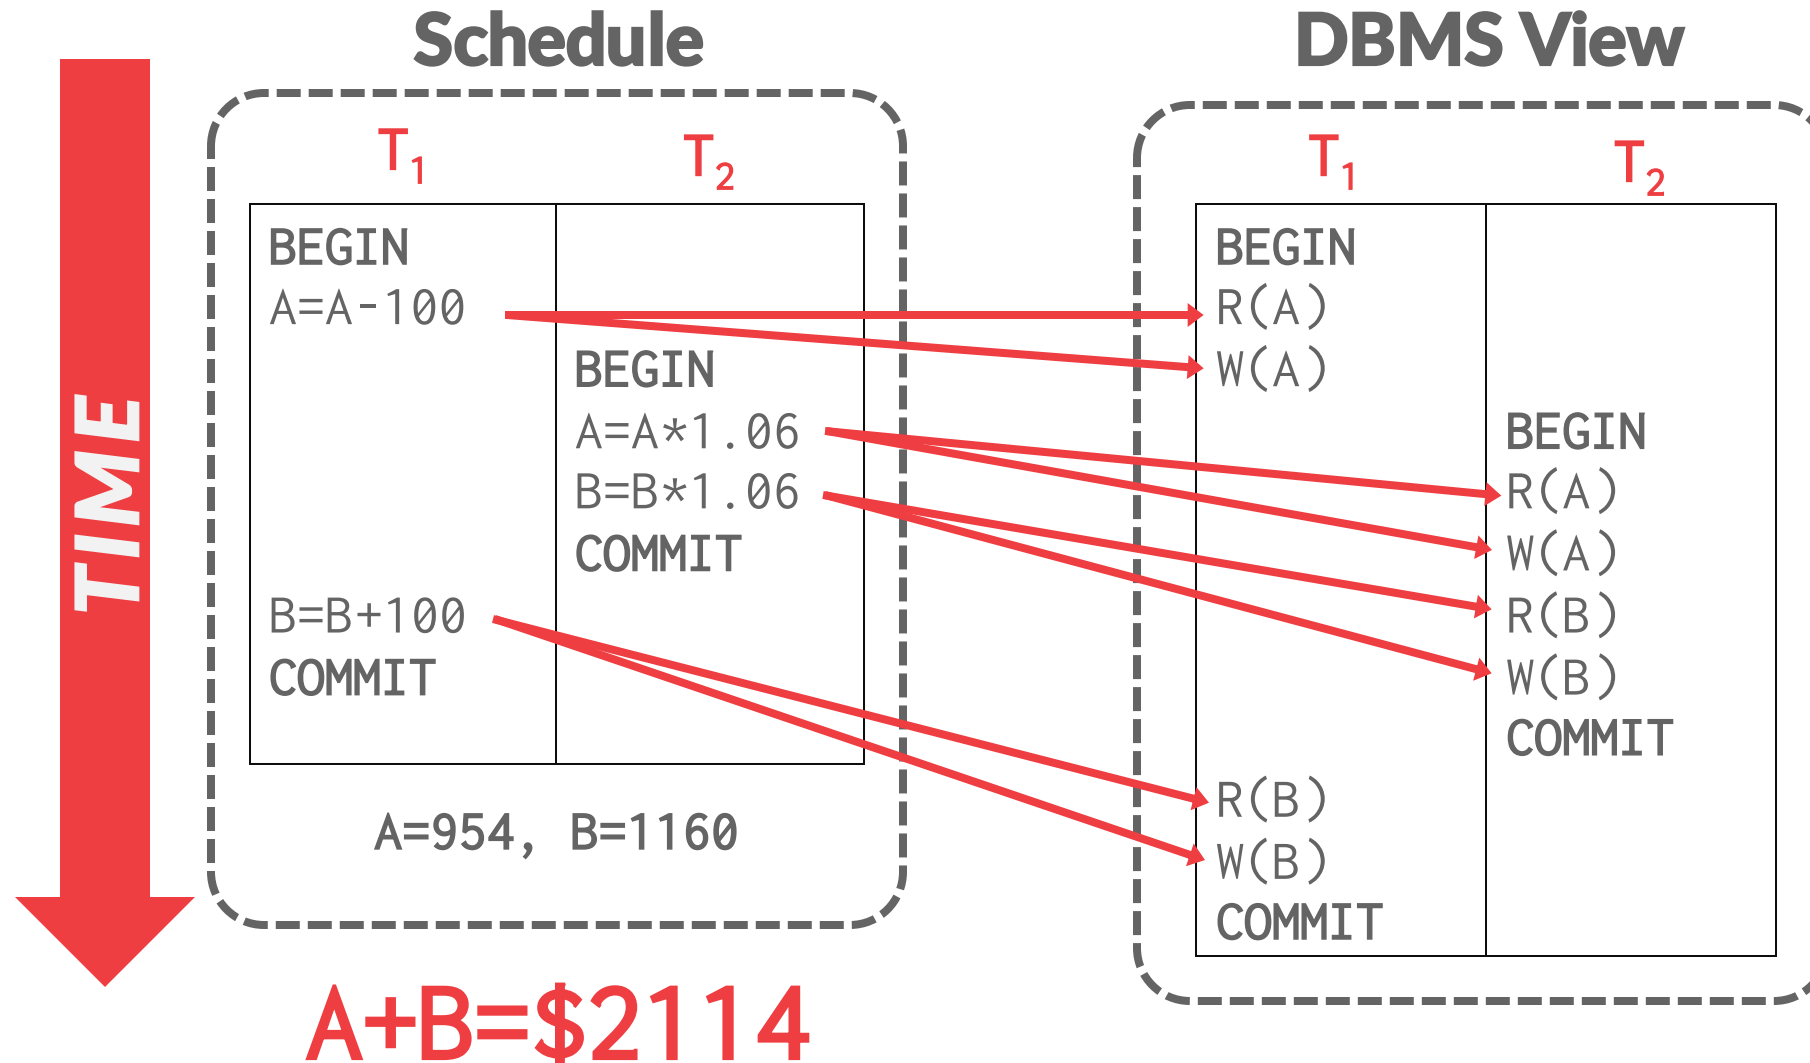 Schedule
DBMS View
TIME
T1
T2
BEGIN
A=A-100
BEGIN
A=A*1.06
B=B*1.06
COMMIT
B=B+100
COMMIT
A=954, B=1160
A+B=$2114
T1
T2
BEGIN
R(A)
W(A)
BEGIN
R(A)
W(A)
R(B)
W(B)
COMMIT
R(B)
W(B)
COMMIT